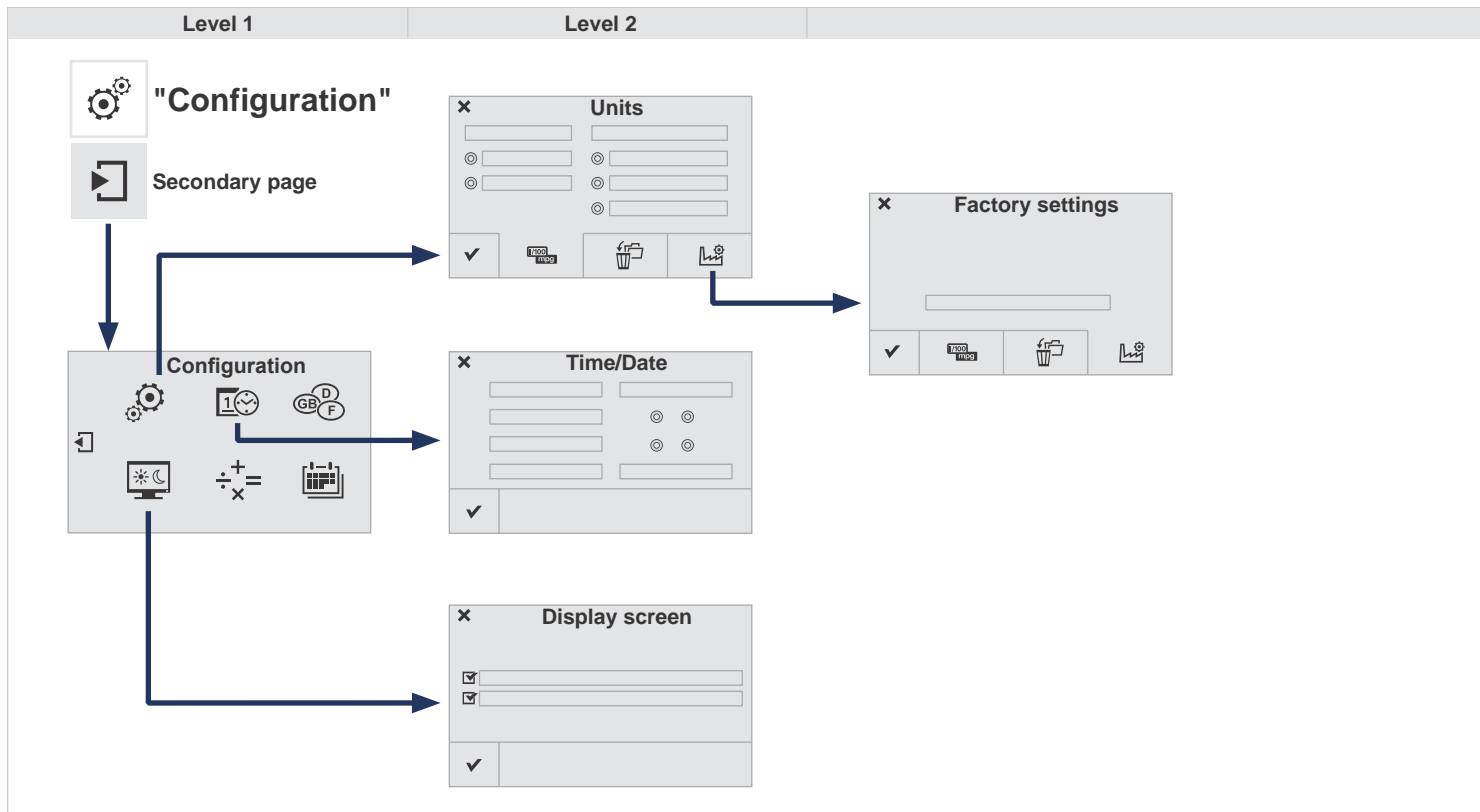 Level 1
Level 2
"Configuration"
Secondary page
Units
1/100
mpg
Factory settings
1/100
mpg
Configuration
1
GB
D
F
Time/Date
Display screen